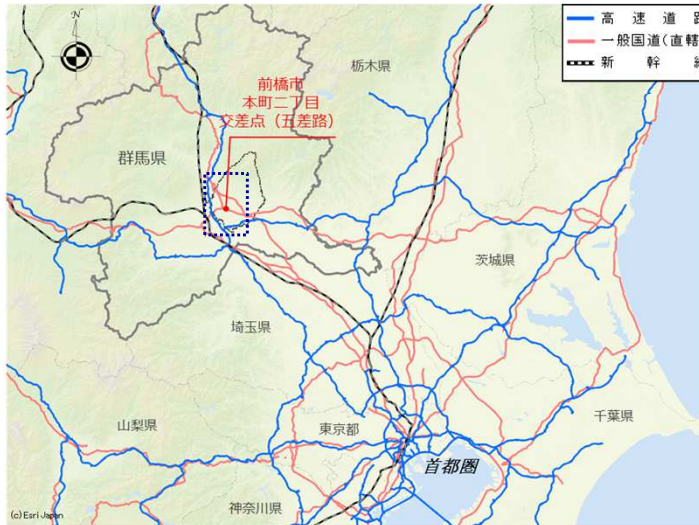 N
高速道路
一般国道(直轄
新幹線
栃木県
前橋市
本町二丁目
交差点（五差路）
群馬県
茨城県
埼玉県
山梨県
東京都
千葉県
首都圏
神奈川県
(c)Esri Japan